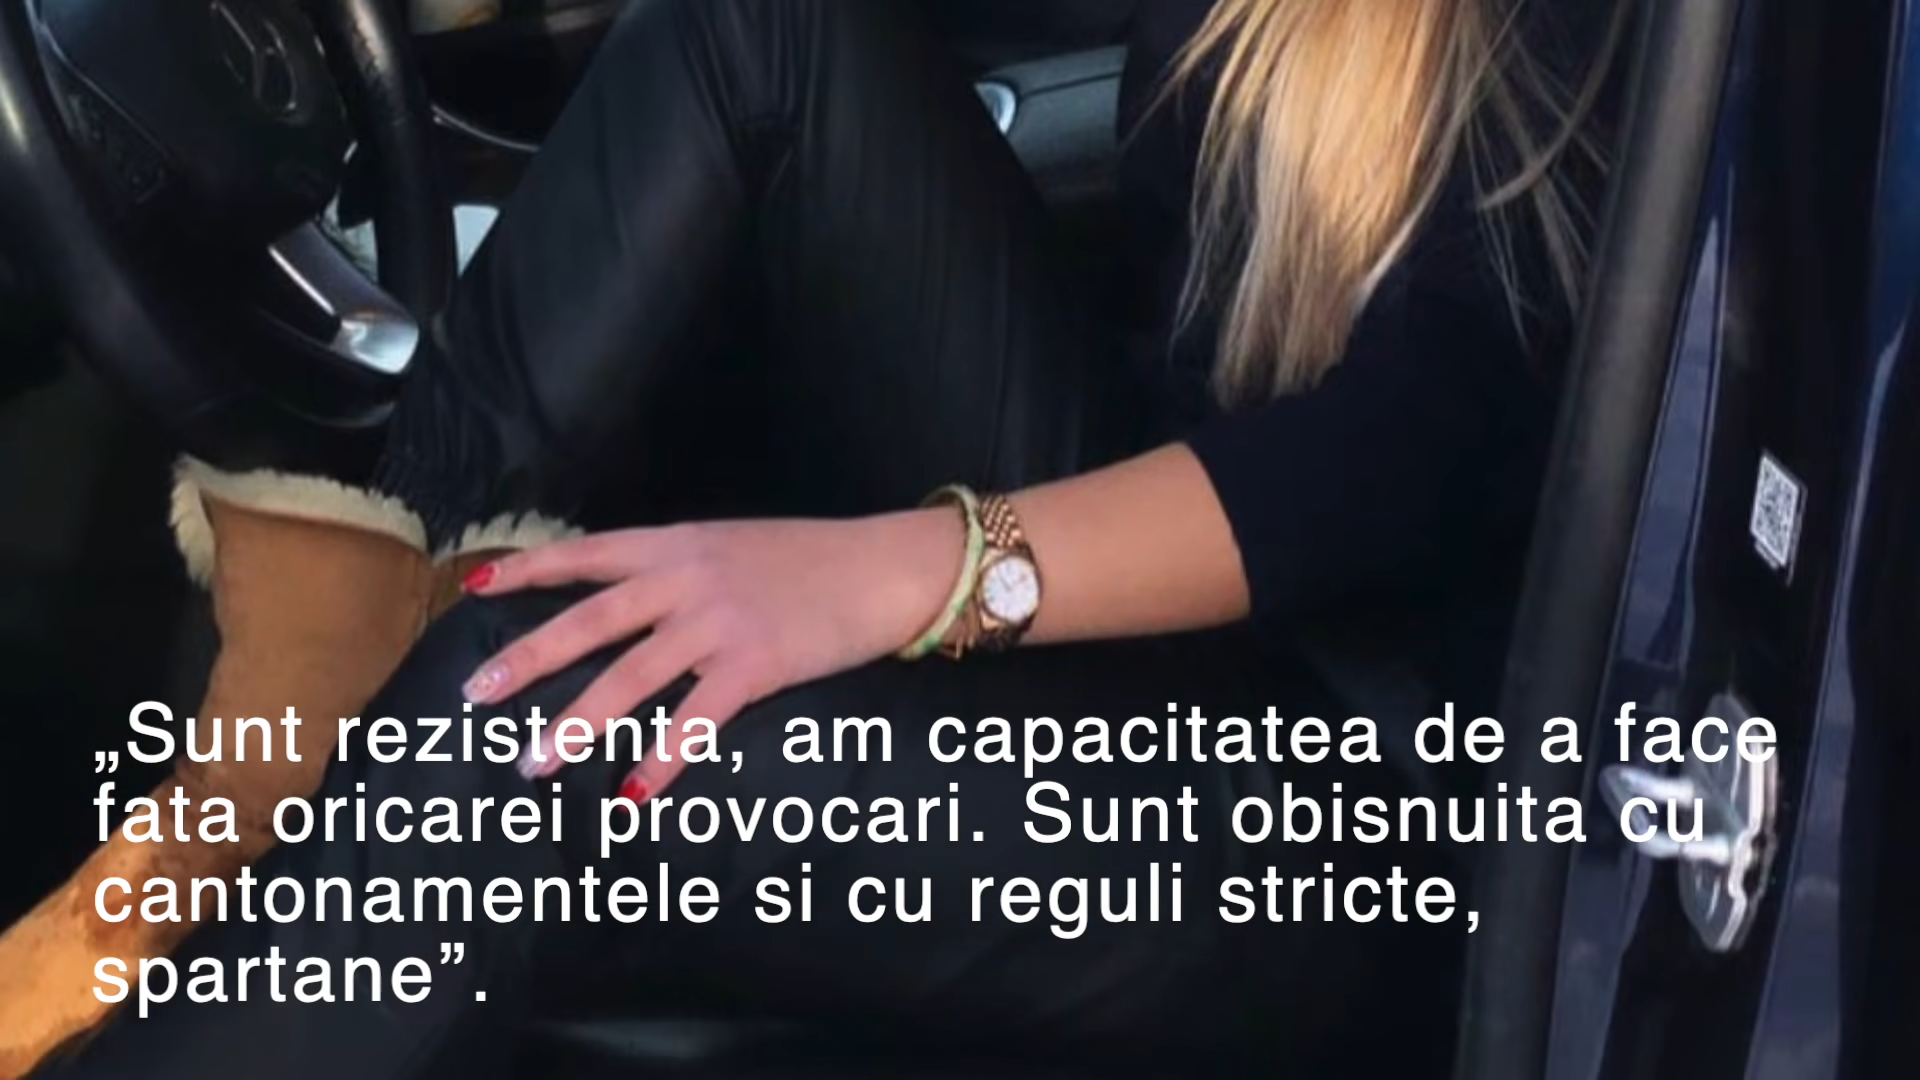 „Sunt rezistenta, am capacitatea de a face
fata oricarei provocari. Sunt obisnuita cu
cantonamentele si cu reguli stricte,
spartane”.